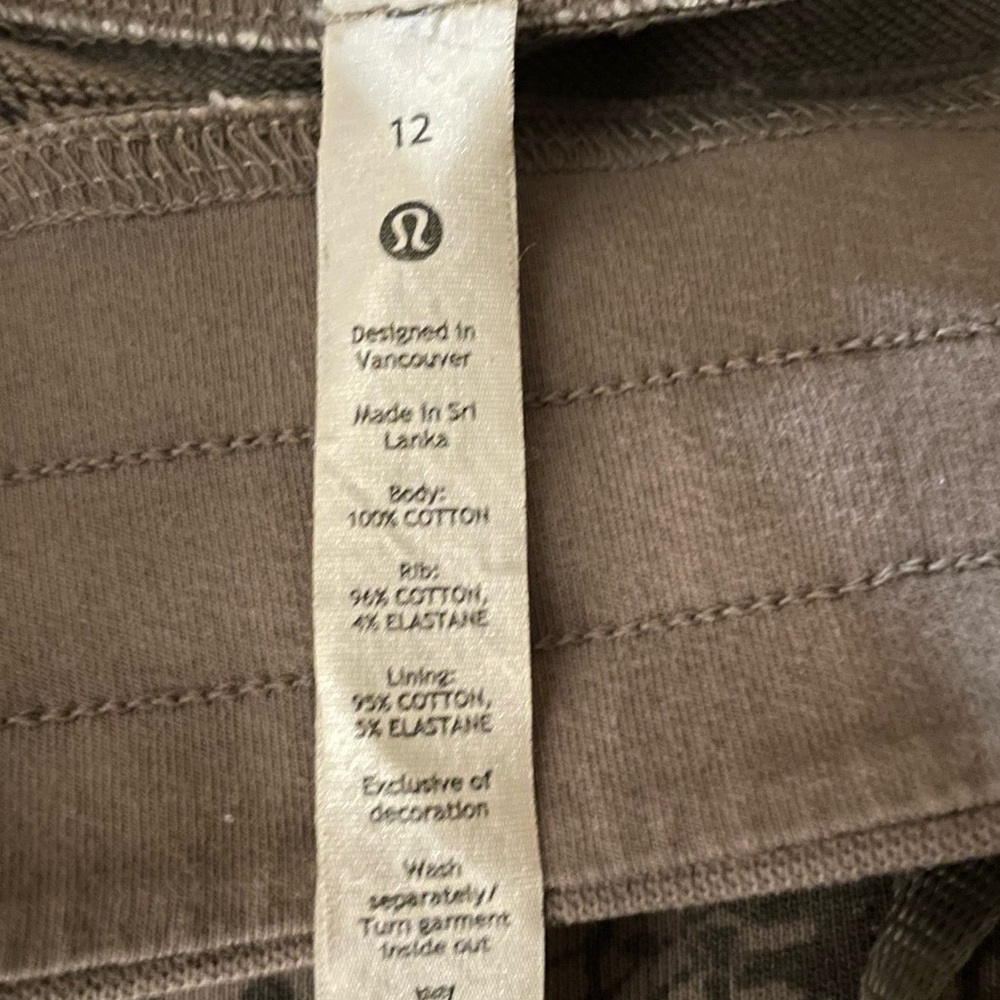 12
Designed in
Vancouver
Made in Sri
Lanka
Body:
100% COTTON
Rib:
96% COTTON,
4% ELASTANE
Lining:
95% COTTON,
5% ELASTANE
Exclusive of
decoration
Wash
separately/
Turn garment
inside out